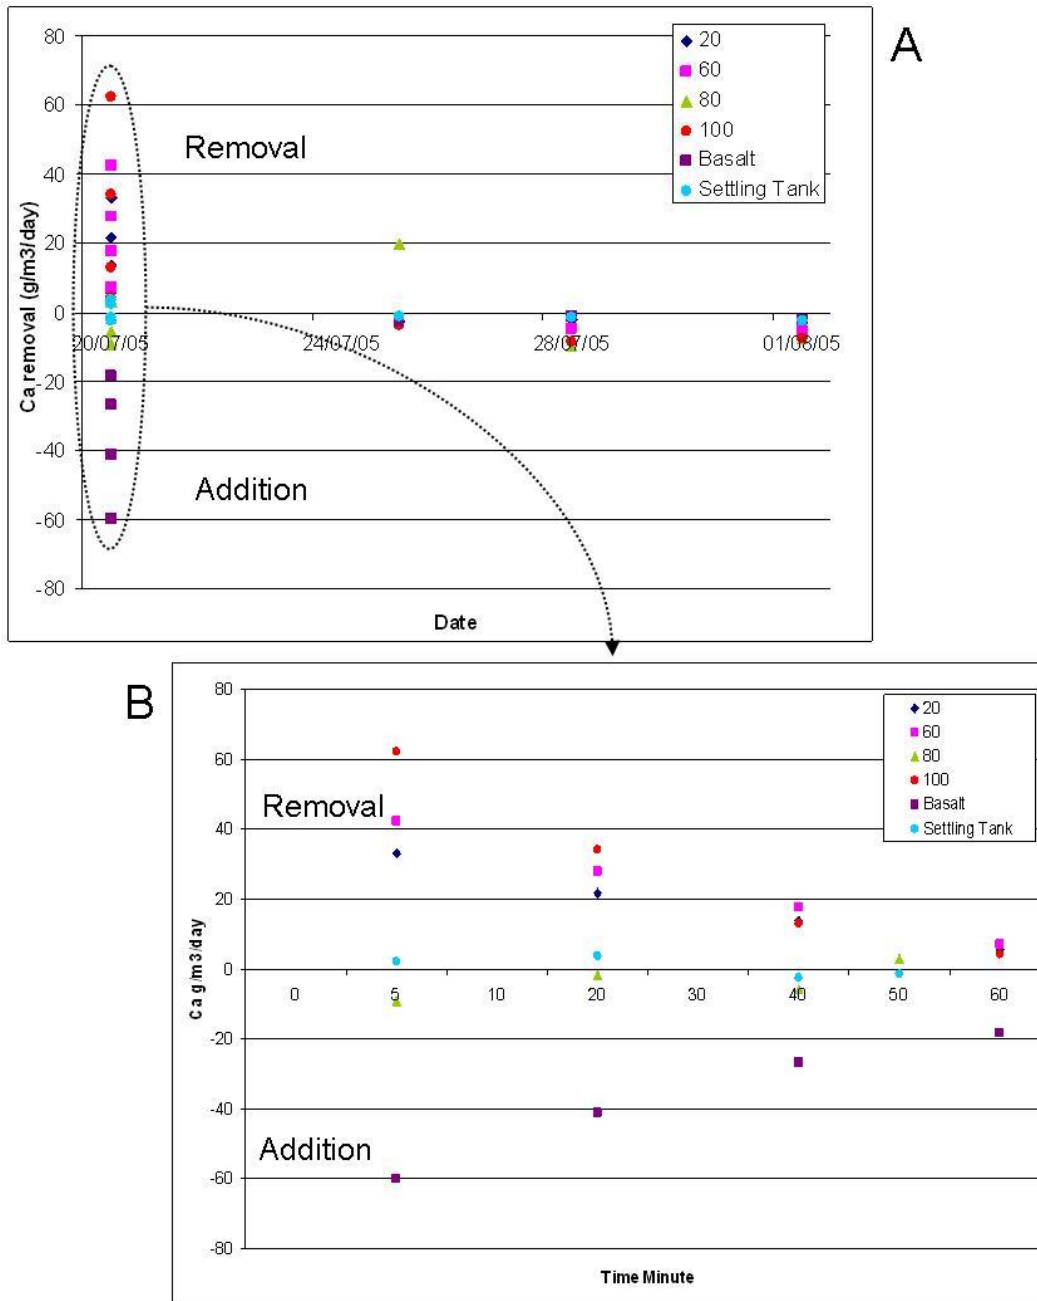 A
80
60
40
20
0
-20
-40
-60
-80
Ca removal (g/m3/day)
Removal
Addition
20
60
80
100
Basalt
Settling Tank
20/07/05
24/07/05
28/07/05
01/08/05
Date
B
80
60
40
20
0
-20
-40
-60
-80
Ca g/m3/day
Removal
Addition
20
60
80
100
Basalt
Settling Tank
0
5
10
20
30
40
50
60
Time Minute